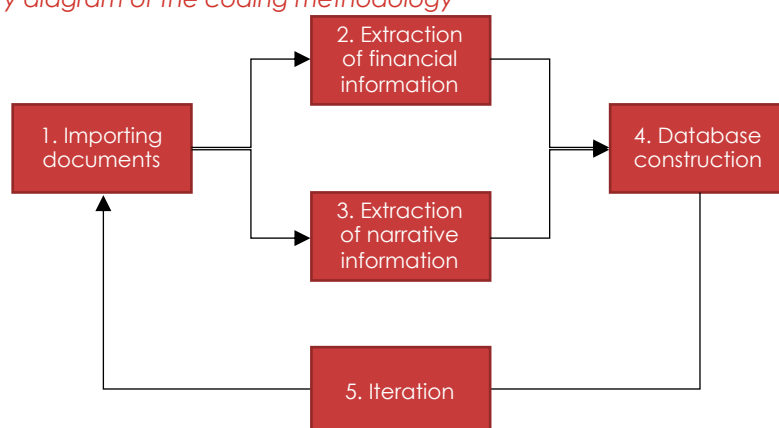 y diagram of the coding methodology
2. Extraction
of financial
information
1. Importing
documents
4. Database
construction
3. Extraction
of narrative
information
5. Iteration